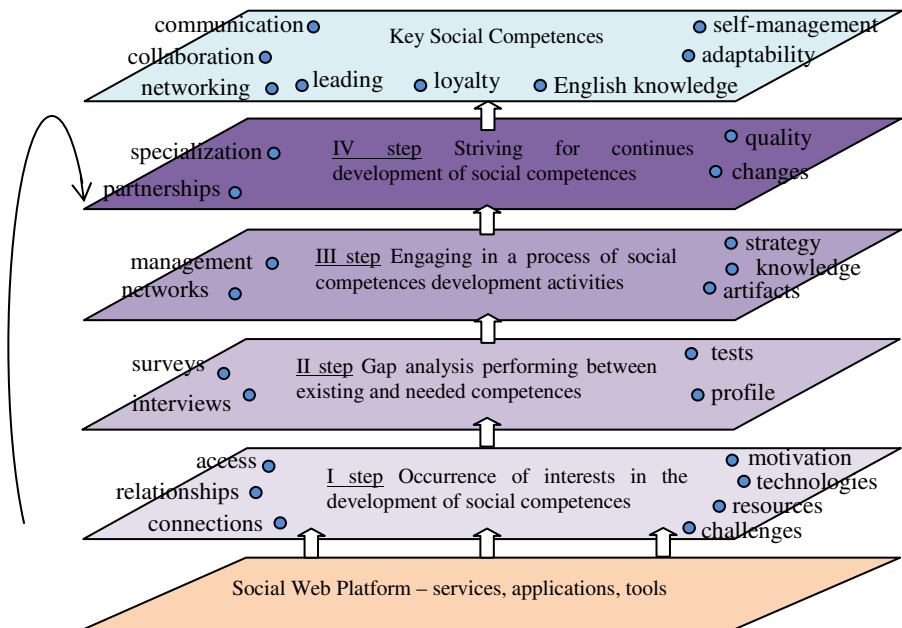 communication
self-management
Key Social Competences
collaboration
adaptability
networking
leading
loyalty
English knowledge
specialization
IV step Striving for continues
development of social competences
quality
partnerships
changes
management
III step Engaging in a process of social
competences development activities
strategy
knowledge
networks
artifacts
surveys
II step Gap analysis performing between
existing and needed competences
tests
interviews
profile
access
I step Occurrence of interests in the
development of social competences
motivation
relationships
technologies
resources
connections
challenges
Social Web Platform – services, applications, tools